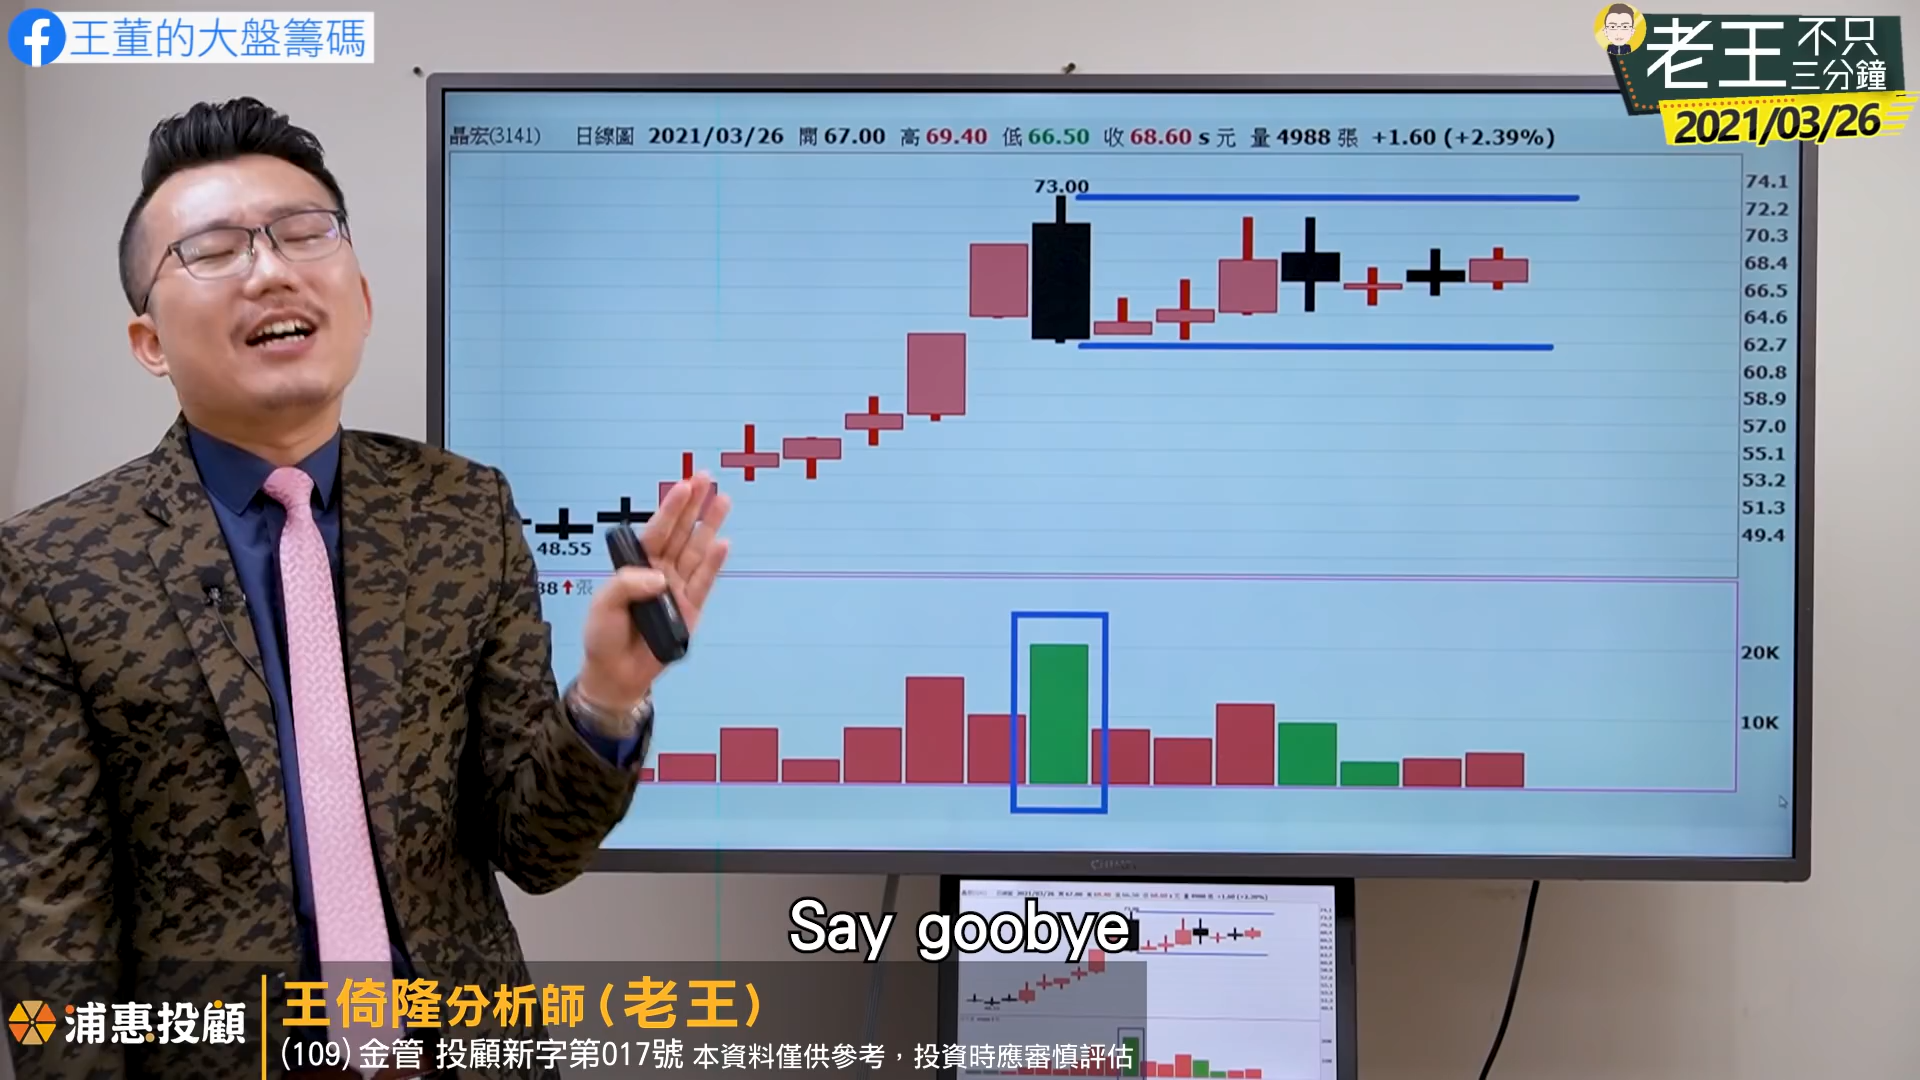 王董的大盤籌碼
老王 不只三分鐘
2021/03/26
晶宏(3141) 日線圖 2021/03/26 開 67.00 高 69.40 低 66.50 收 68.60 s 元 量 4988 張 +1.60 (+2.39%)
73.00
74.1
72.2
70.3
68.4
66.5
64.6
62.7
60.8
58.9
57.0
55.1
53.2
51.3
49.4
48.55
38↑張
20K
10K
Say goobye
浦惠投顧
王倚隆分析師(老王)
(109)金管 投顧新字第017號 本資料僅供參考，投資時應審慎評估